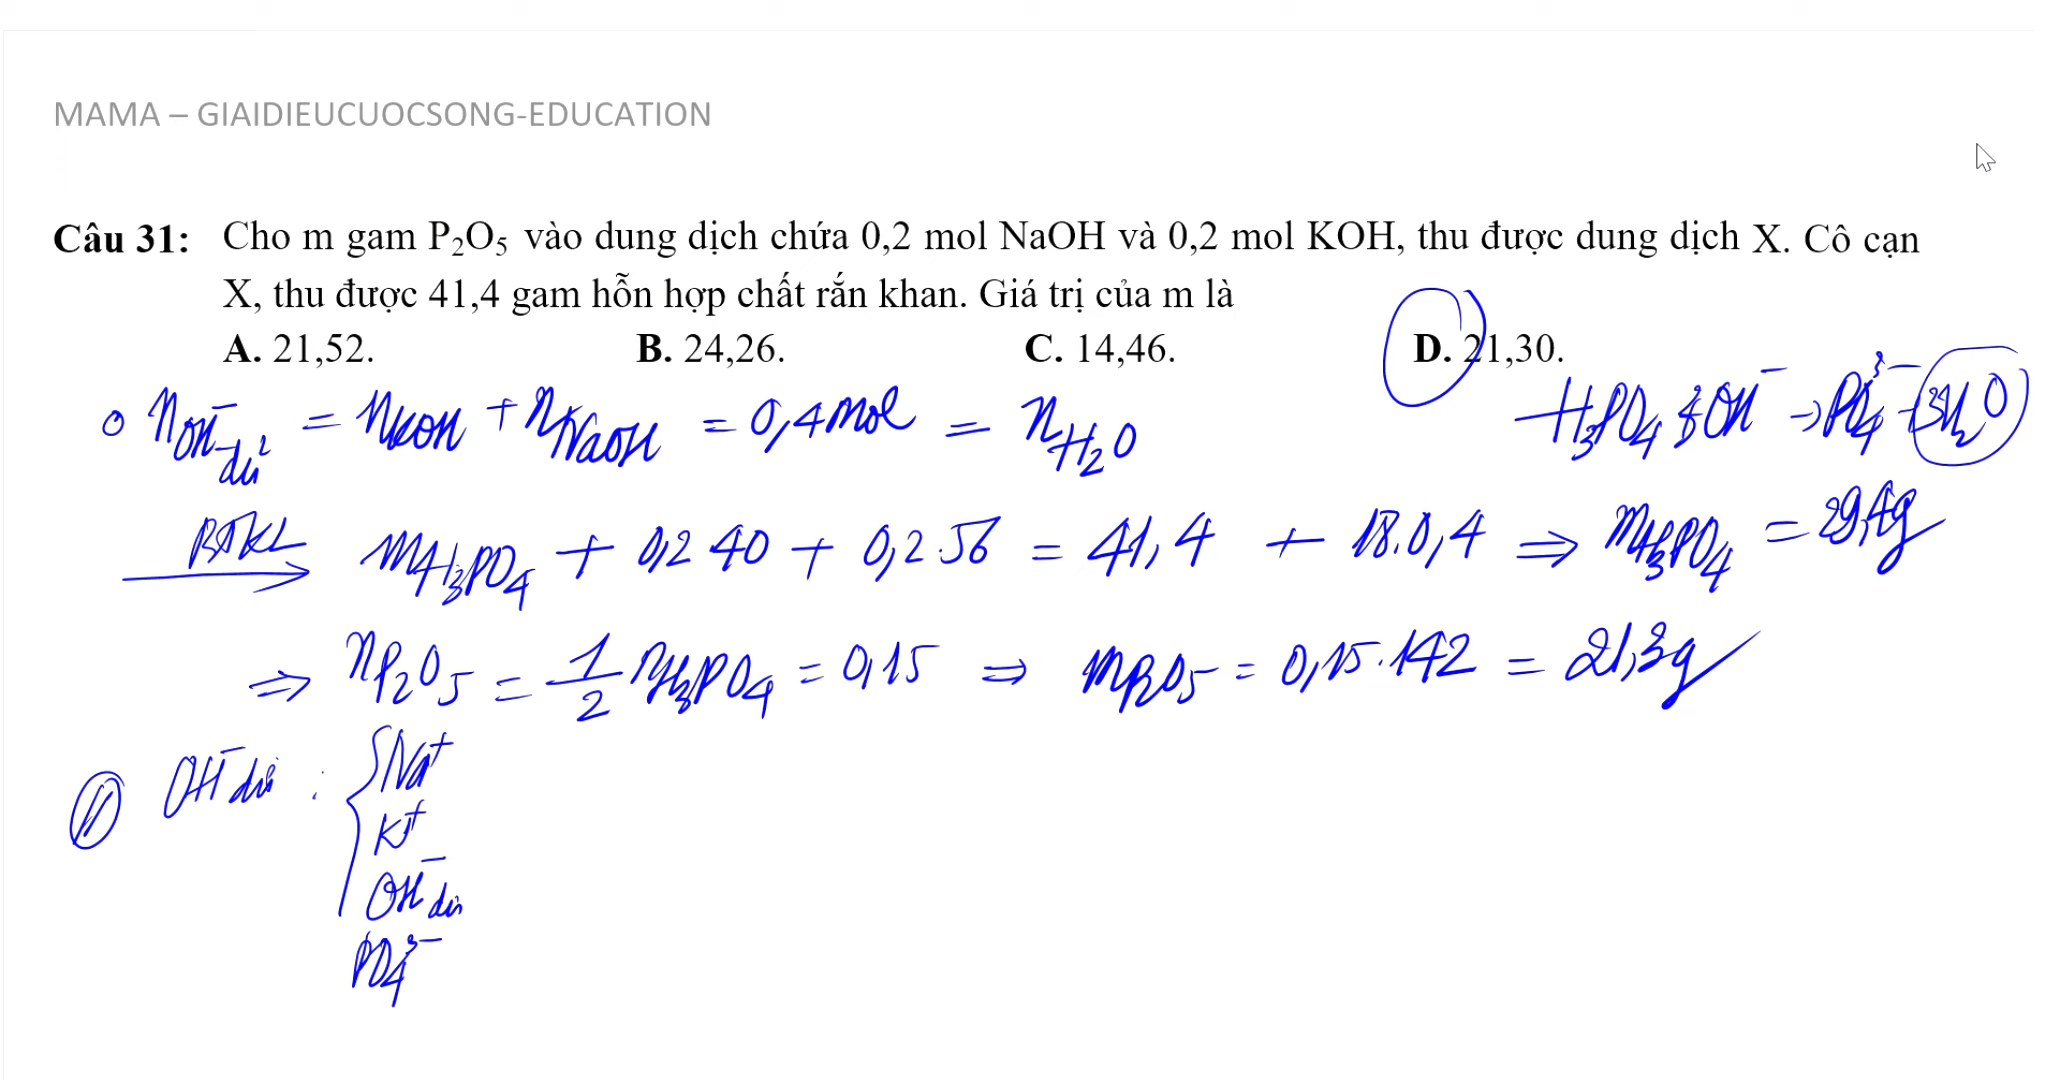 MAMA – GIAIDIEUCUOCSONG-EDUCATION
Câu 31: Cho m gam P₂O₅ vào dung dịch chứa 0,2 mol NaOH và 0,2 mol KOH, thu được dung dịch X. Cô cạn
X, thu được 41,4 gam hỗn hợp chất rắn khan. Giá trị của m là
A. 21,52. B. 24,26. C. 14,46. D. 21,30.
n OH⁻ dư = nKOH + nNaOH = 0,4 mol = nH₂O
H₃PO₄ + 3OH⁻ → PO₄³⁻ + 3H₂O
BTKL → mH₃PO₄ + 0,2 40 + 0,2 56 = 41,4 + 18.0,4 ⇒ mH₃PO₄ = 29,4g
⇒ nP₂O₅ = 1/2 nH₃PO₄ = 0,15 ⇒ mP₂O₅ = 0,15.142 = 21,3g
OH⁻ dư : { Na⁺
K⁺
OH⁻ dư
PO₄³⁻